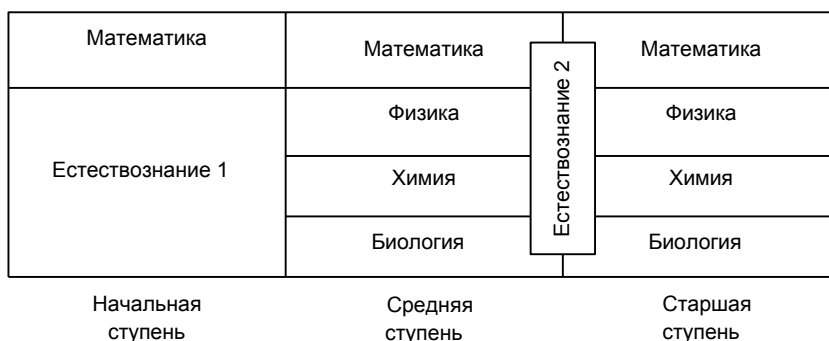 Математика
Математика
Математика
Естествознание 1
Физика
Химия
Биология
Естествознание 2
Физика
Химия
Биология
Начальная
ступень
Средняя
ступень
Старшая
ступень